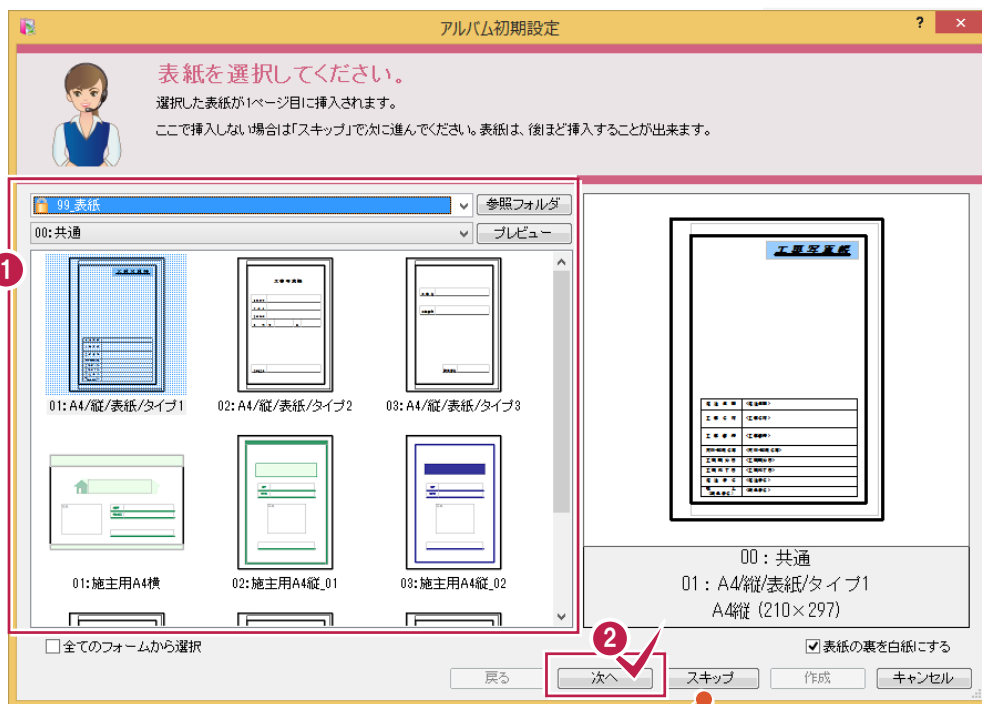 アルバム初期設定
?
×
表紙を選択してください。
選択した表紙が1ページ目に挿入されます。
ここで挿入しない場合は「スキップ」で次に進んでください。表紙は、後ほど挿入することが出来ます。
1
99_表紙
参照フォルダ
00:共通
プレビュー
工事写真帳
01:A4/縦/表紙/タイプ1
02:A4/縦/表紙/タイプ2
03:A4/縦/表紙/タイプ3
01:施主用A4横
02:施主用A4縦_01
03:施主用A4縦_02
00:共通
01:A4/縦/表紙/タイプ1
A4縦 (210×297)
全てのフォームから選択
2
表紙の裏を白紙にする
戻る
次へ
スキップ
作成
キャンセル